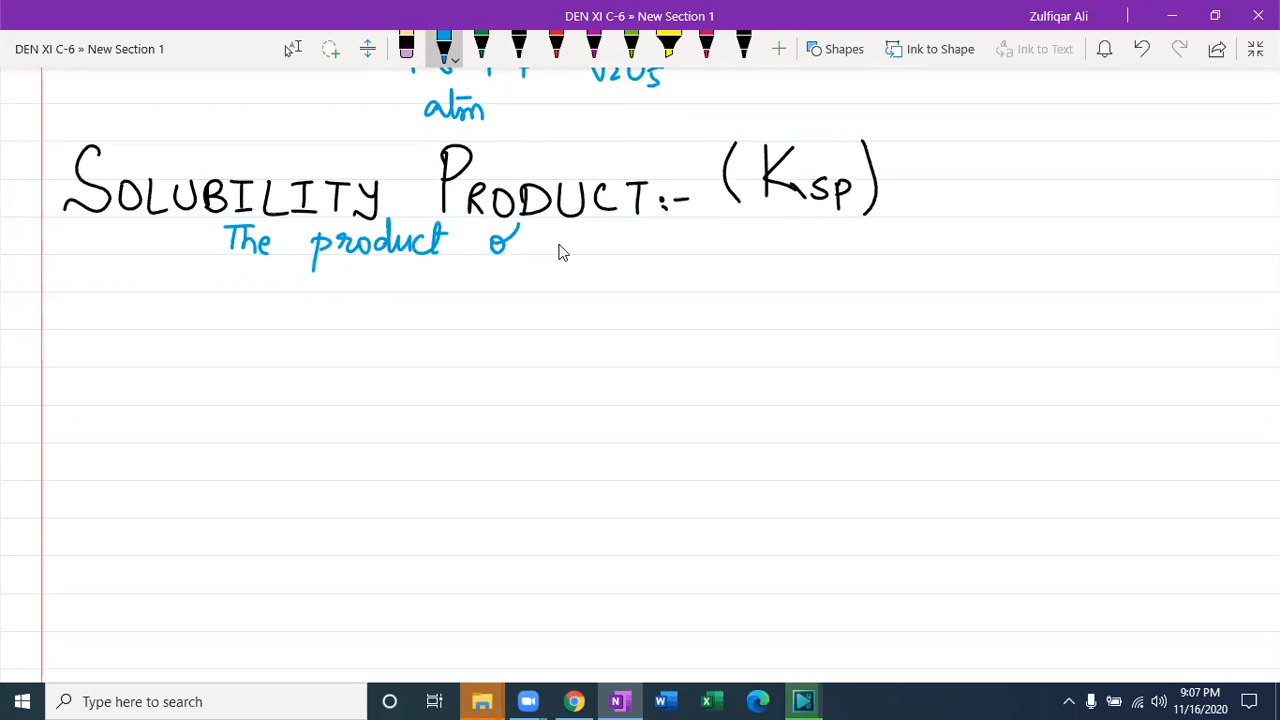 DEN XI C-6 » New Section 1
Zulfiqar Ali
DEN XI C-6 » New Section 1
Shapes
Ink to Shape
Ink to Text
V2O5
atm
SOLUBILITY PRODUCT:- (KSP)
The product o
Type here to search
9:07 PM
11/16/2020